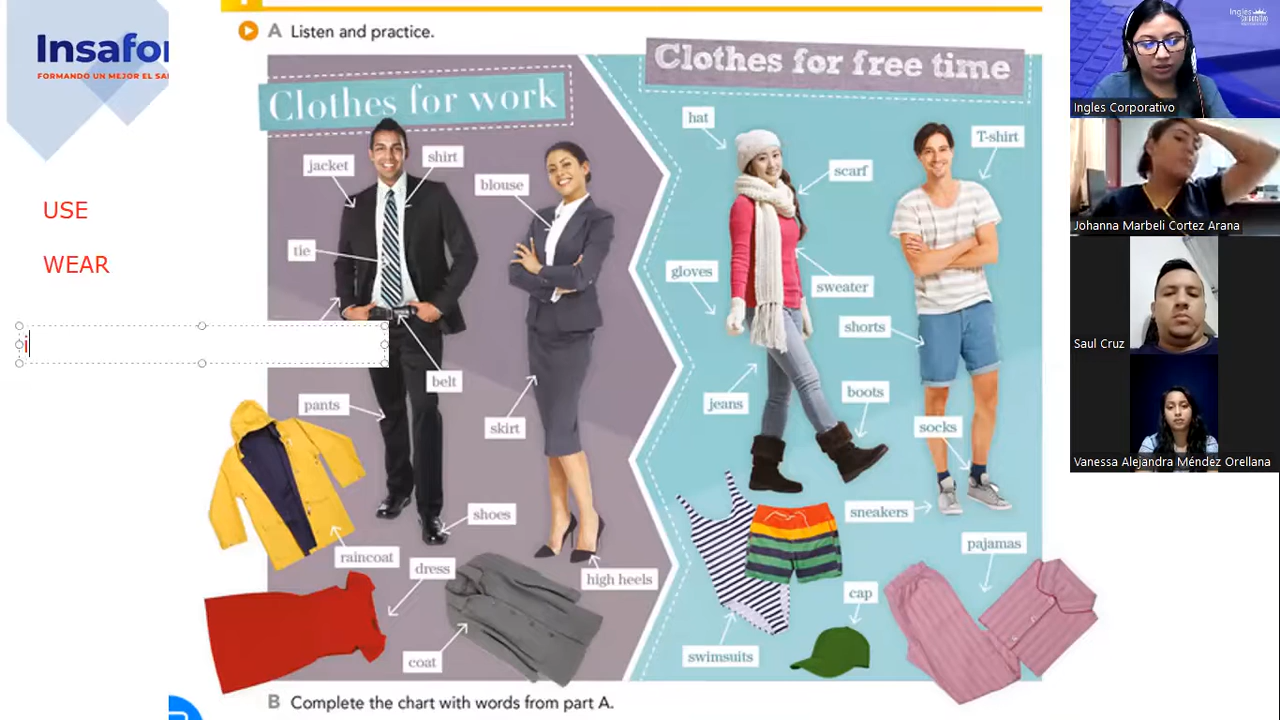 Insafor
FORMANDO UN MEJOR EL SA
USE
WEAR
i
A Listen and practice.
Clothes for work
Clothes for free time
jacket
shirt
blouse
tie
belt
pants
skirt
shoes
raincoat
dress
high heels
coat
hat
T-shirt
scarf
gloves
sweater
shorts
jeans
boots
socks
sneakers
pajamas
cap
swimsuits
B Complete the chart with words from part A.
Ingles Corporativo
Johanna Marbeli Cortez Arana
Saul Cruz
Vanessa Alejandra Méndez Orellana